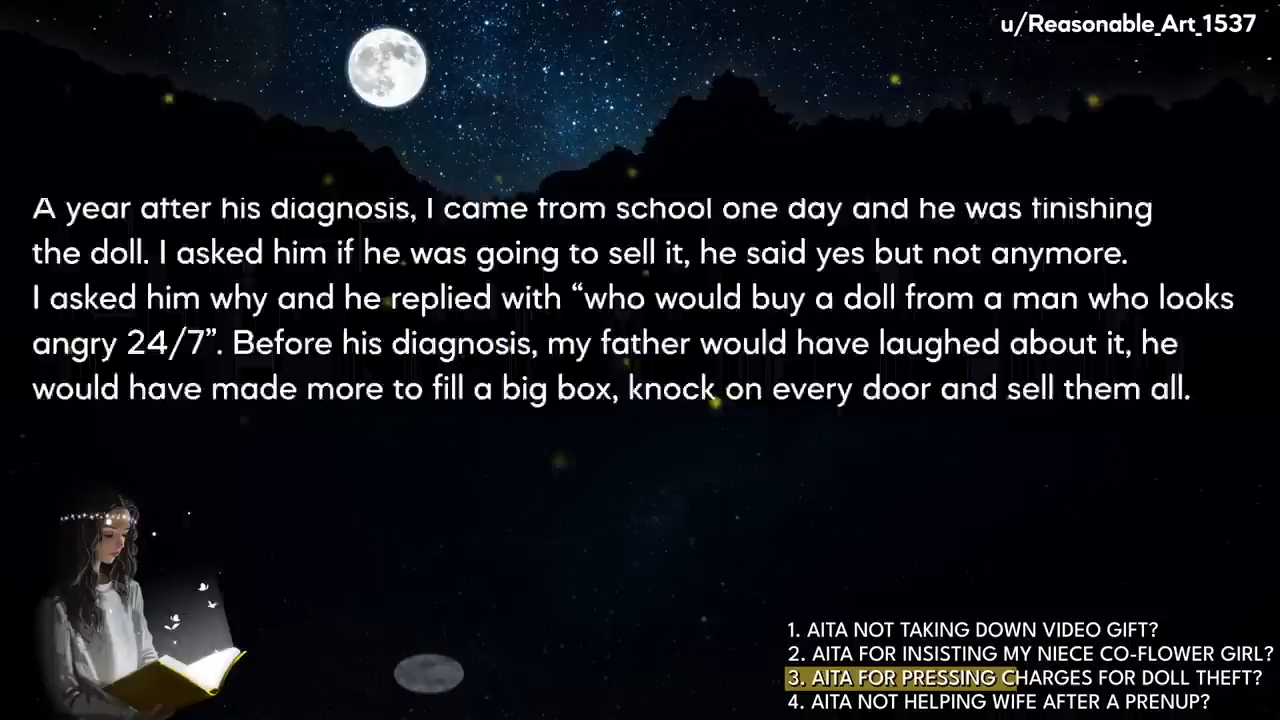 u/Reasonable_Art_1537
A year after his diagnosis, I came from school one day and he was finishing
the doll. I asked him if he was going to sell it, he said yes but not anymore.
I asked him why and he replied with “who would buy a doll from a man who looks
angry 24/7”. Before his diagnosis, my father would have laughed about it, he
would have made more to fill a big box, knock on every door and sell them all.
1. AITA NOT TAKING DOWN VIDEO GIFT?
2. AITA FOR INSISTING MY NIECE CO-FLOWER GIRL?
3. AITA FOR PRESSING CHARGES FOR DOLL THEFT?
4. AITA NOT HELPING WIFE AFTER A PRENUP?